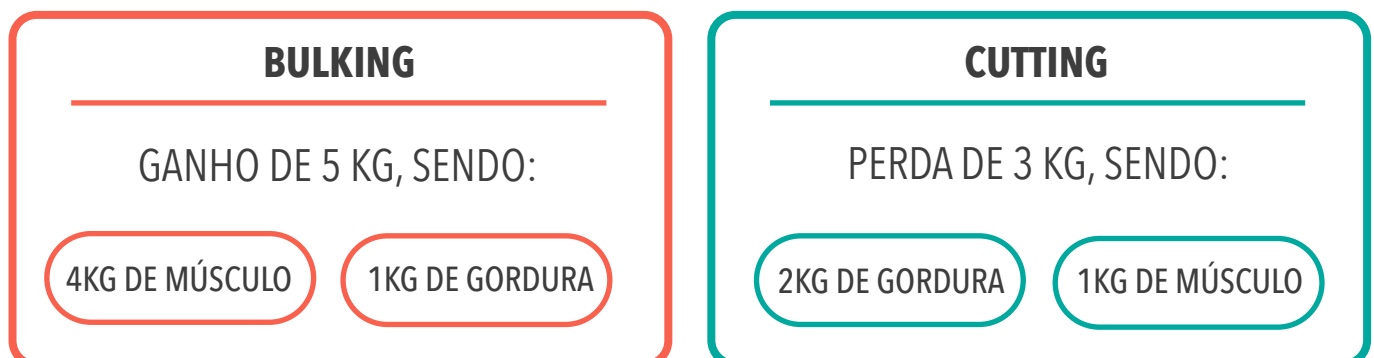 BULKING
GANHO DE 5 KG, SENDO:
4KG DE MÚSCULO
1KG DE GORDURA
CUTTING
PERDA DE 3 KG, SENDO:
2KG DE GORDURA
1KG DE MÚSCULO